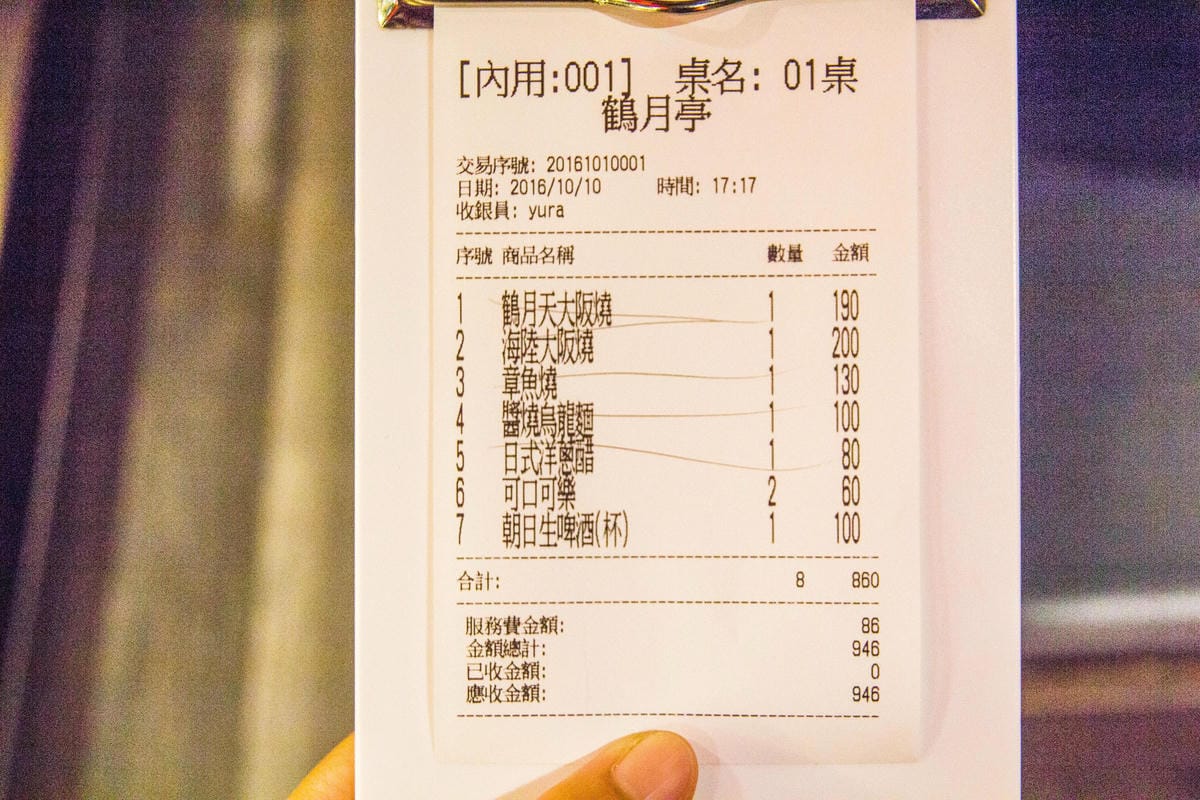 [內用:001] 桌名: 01桌
鶴月亭
交易序號: 20161010001
日期: 2016/10/10 時間: 17:17
收銀員: yura
序號 商品名稱 數量 金額
1 鶴月天大阪燒 1 190
2 海陸大阪燒 1 200
3 章魚燒 1 130
4 醬燒烏龍麵 1 100
5 日式洋蔥醋 1 80
6 可口可樂 2 60
7 朝日生啤酒(杯) 1 100
合計: 8 860
服務費金額: 86
金額總計: 946
已收金額: 0
應收金額: 946